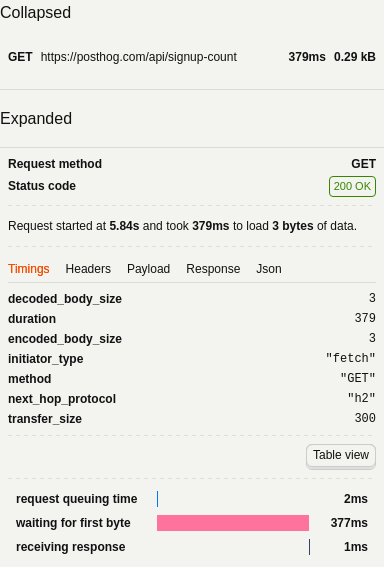 Collapsed
GET https://posthog.com/api/signup-count 379ms 0.29 kB
Expanded
Request method GET
Status code 200 OK
Request started at 5.84s and took 379ms to load 3 bytes of data.
Timings Headers Payload Response Json
decoded_body_size 3
duration 379
encoded_body_size 3
initiator_type "fetch"
method "GET"
next_hop_protocol "h2"
transfer_size 300
Table view
request queuing time 2ms
waiting for first byte 377ms
receiving response 1ms